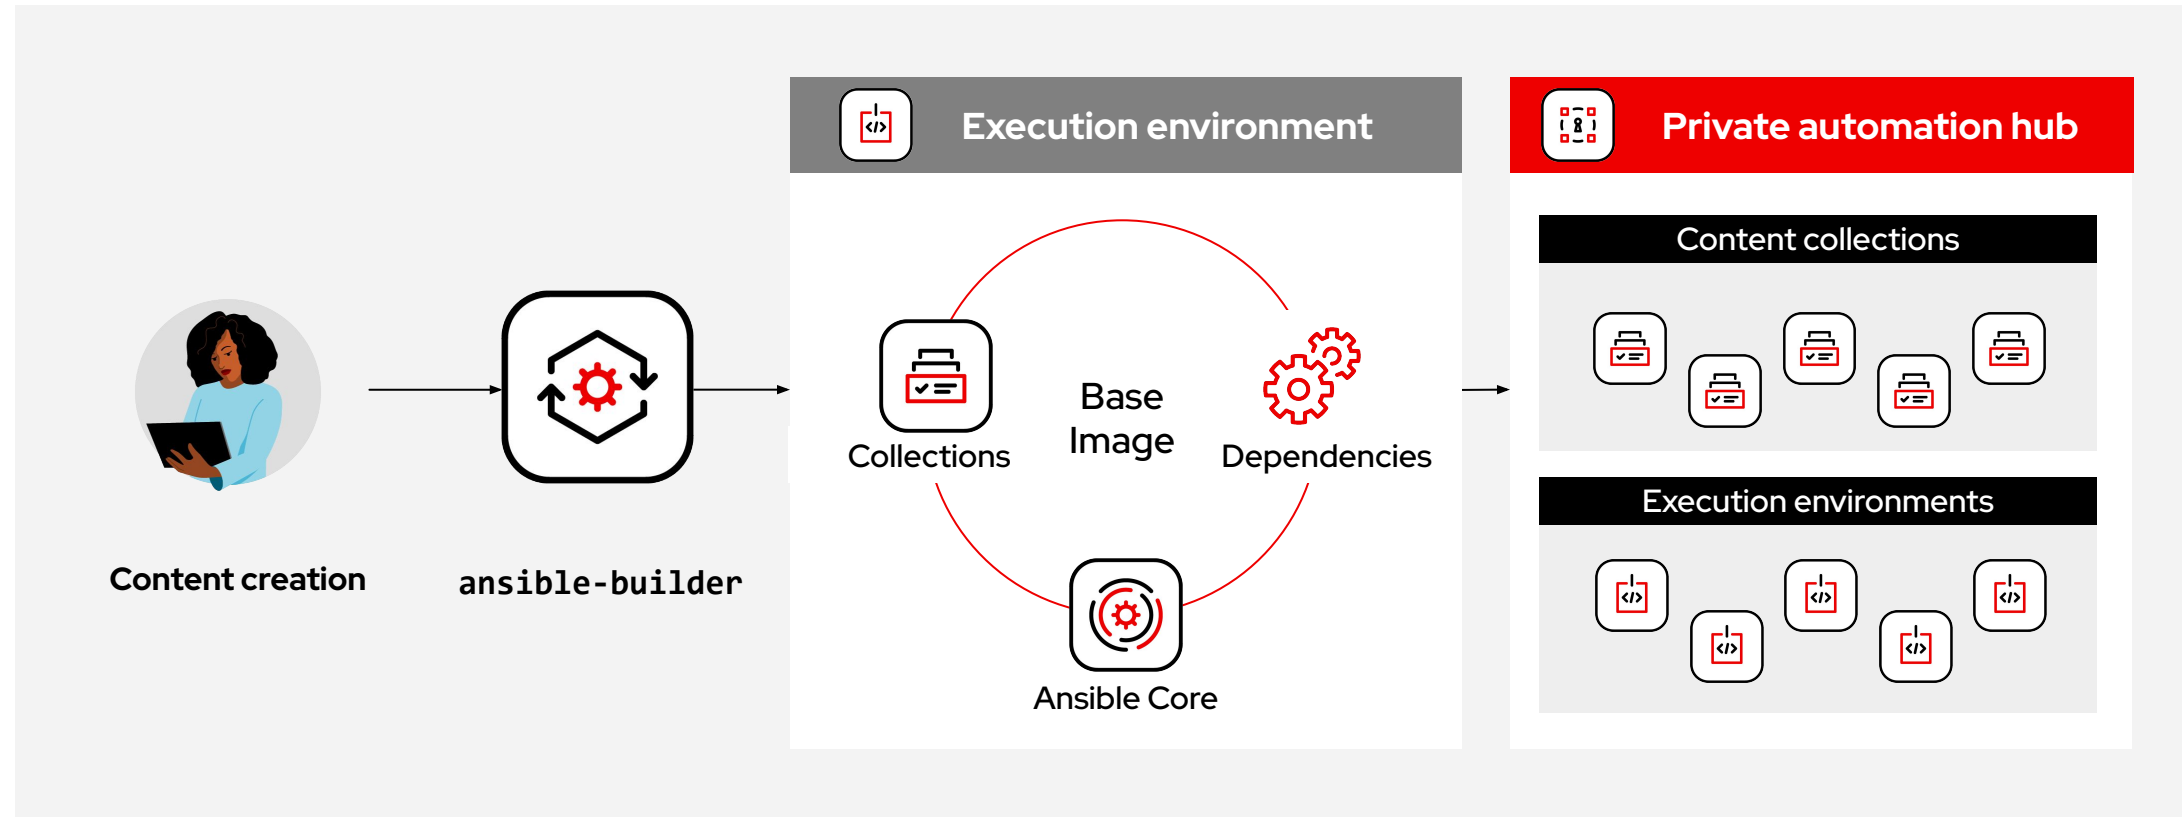 Execution environment
Private automation hub
Content collections
Collections
Base
Image
Dependencies
Execution environments
Content creation
ansible-builder
Ansible Core